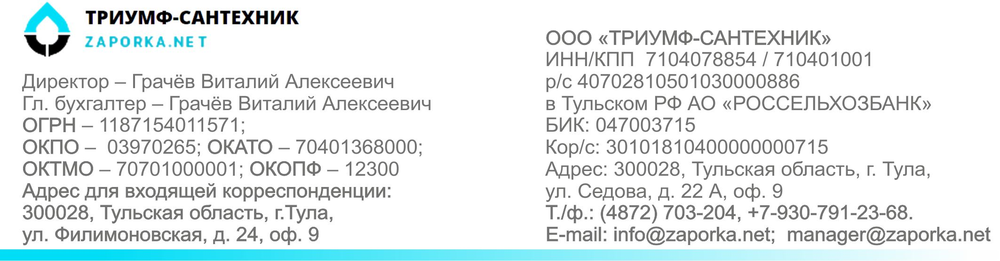 ТРИУМФ-САНТЕХНИК
ZAPORKA.NET
Директор – Грачёв Виталий Алексеевич
Гл. бухгалтер – Грачёв Виталий Алексеевич
ОГРН – 1187154011571;
ОКПО –  03970265; ОКАТО – 70401368000;
ОКТМО – 70701000001; ОКОПФ – 12300
Адрес для входящей корреспонденции:
300028, Тульская область, г.Тула,
ул. Филимоновская, д. 24, оф. 9
ООО «ТРИУМФ-САНТЕХНИК»
ИНН/КПП  7104078854 / 710401001
р/с 40702810501030000886
в Тульском РФ АО «РОССЕЛЬХОЗБАНК»
БИК: 047003715
Кор/с: 30101810400000000715
Адрес: 300028, Тульская область, г. Тула,
ул. Седова, д. 22 А, оф. 9
Т./ф.: (4872) 703-204, +7-930-791-23-68.
E-mail: info@zaporka.net;  manager@zaporka.net